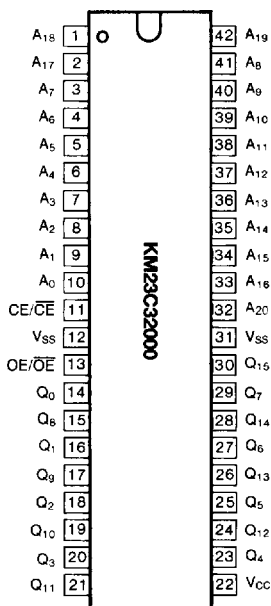 A18 1 42 A19
A17 2 41 A8
A7 3 40 A9
A6 4 39 A10
A5 5 38 A11
A4 6 37 A12
A3 7 36 A13
A2 8 35 A14
A1 9 34 A15
A0 10 33 A16
CE/CE 11 32 A20
VSS 12 31 VSS
OE/OE 13 30 Q15
Q0 14 29 Q7
Q8 15 28 Q14
Q1 16 27 Q6
Q9 17 26 Q13
Q2 18 25 Q5
Q10 19 24 Q12
Q3 20 23 Q4
Q11 21 22 VCC
KM23C32000